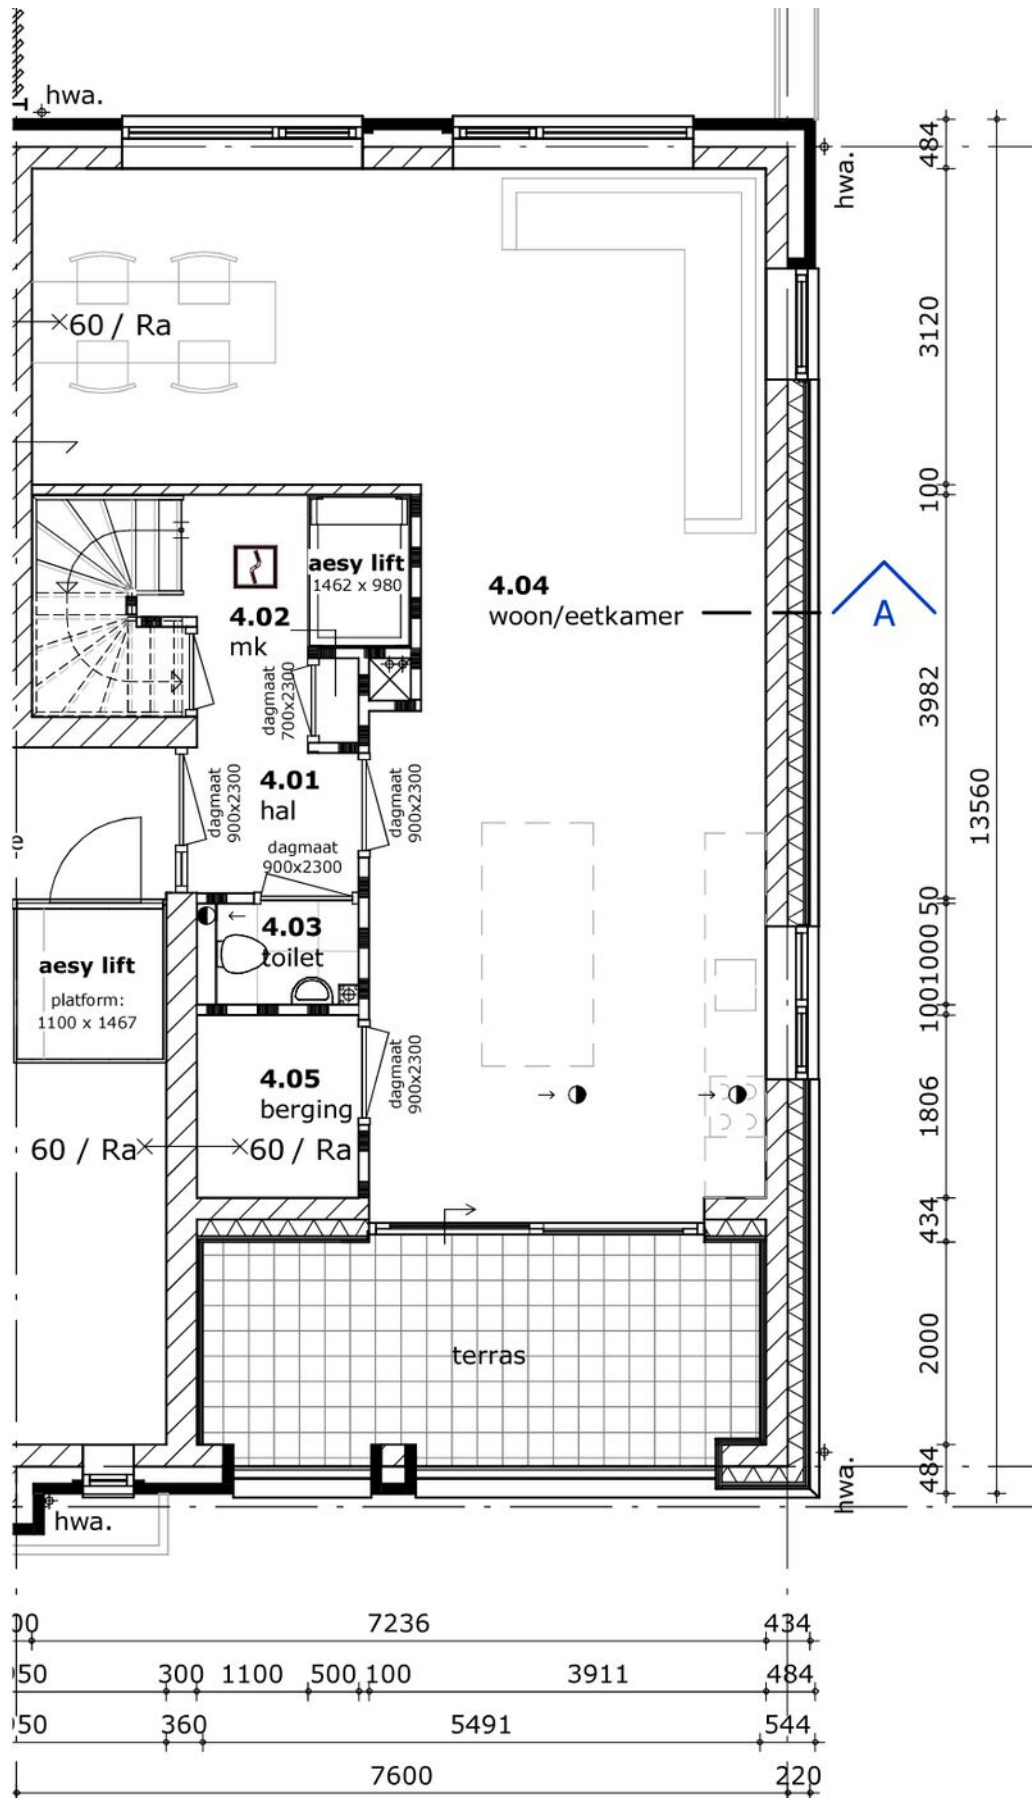 hwa.
hwa.
484
60 / Ra
3120
100
aesy lift
1462 x 980
4.02
mk
4.04
woon/eetkamer
A
dagmaat
700x2300
3982
13560
4.01
hal
dagmaat
900x2300
dagmaat
900x2300
dagmaat
900x2300
e
50
4.03
toilet
1000
aesy lift
platform:
1100 x 1467
100
4.05
berging
dagmaat
900x2300
1806
60 / Ra
60 / Ra
434
terras
2000
484
hwa.
hwa.
00
7236
434
050
300
1100
500
100
3911
484
050
360
5491
544
7600
220